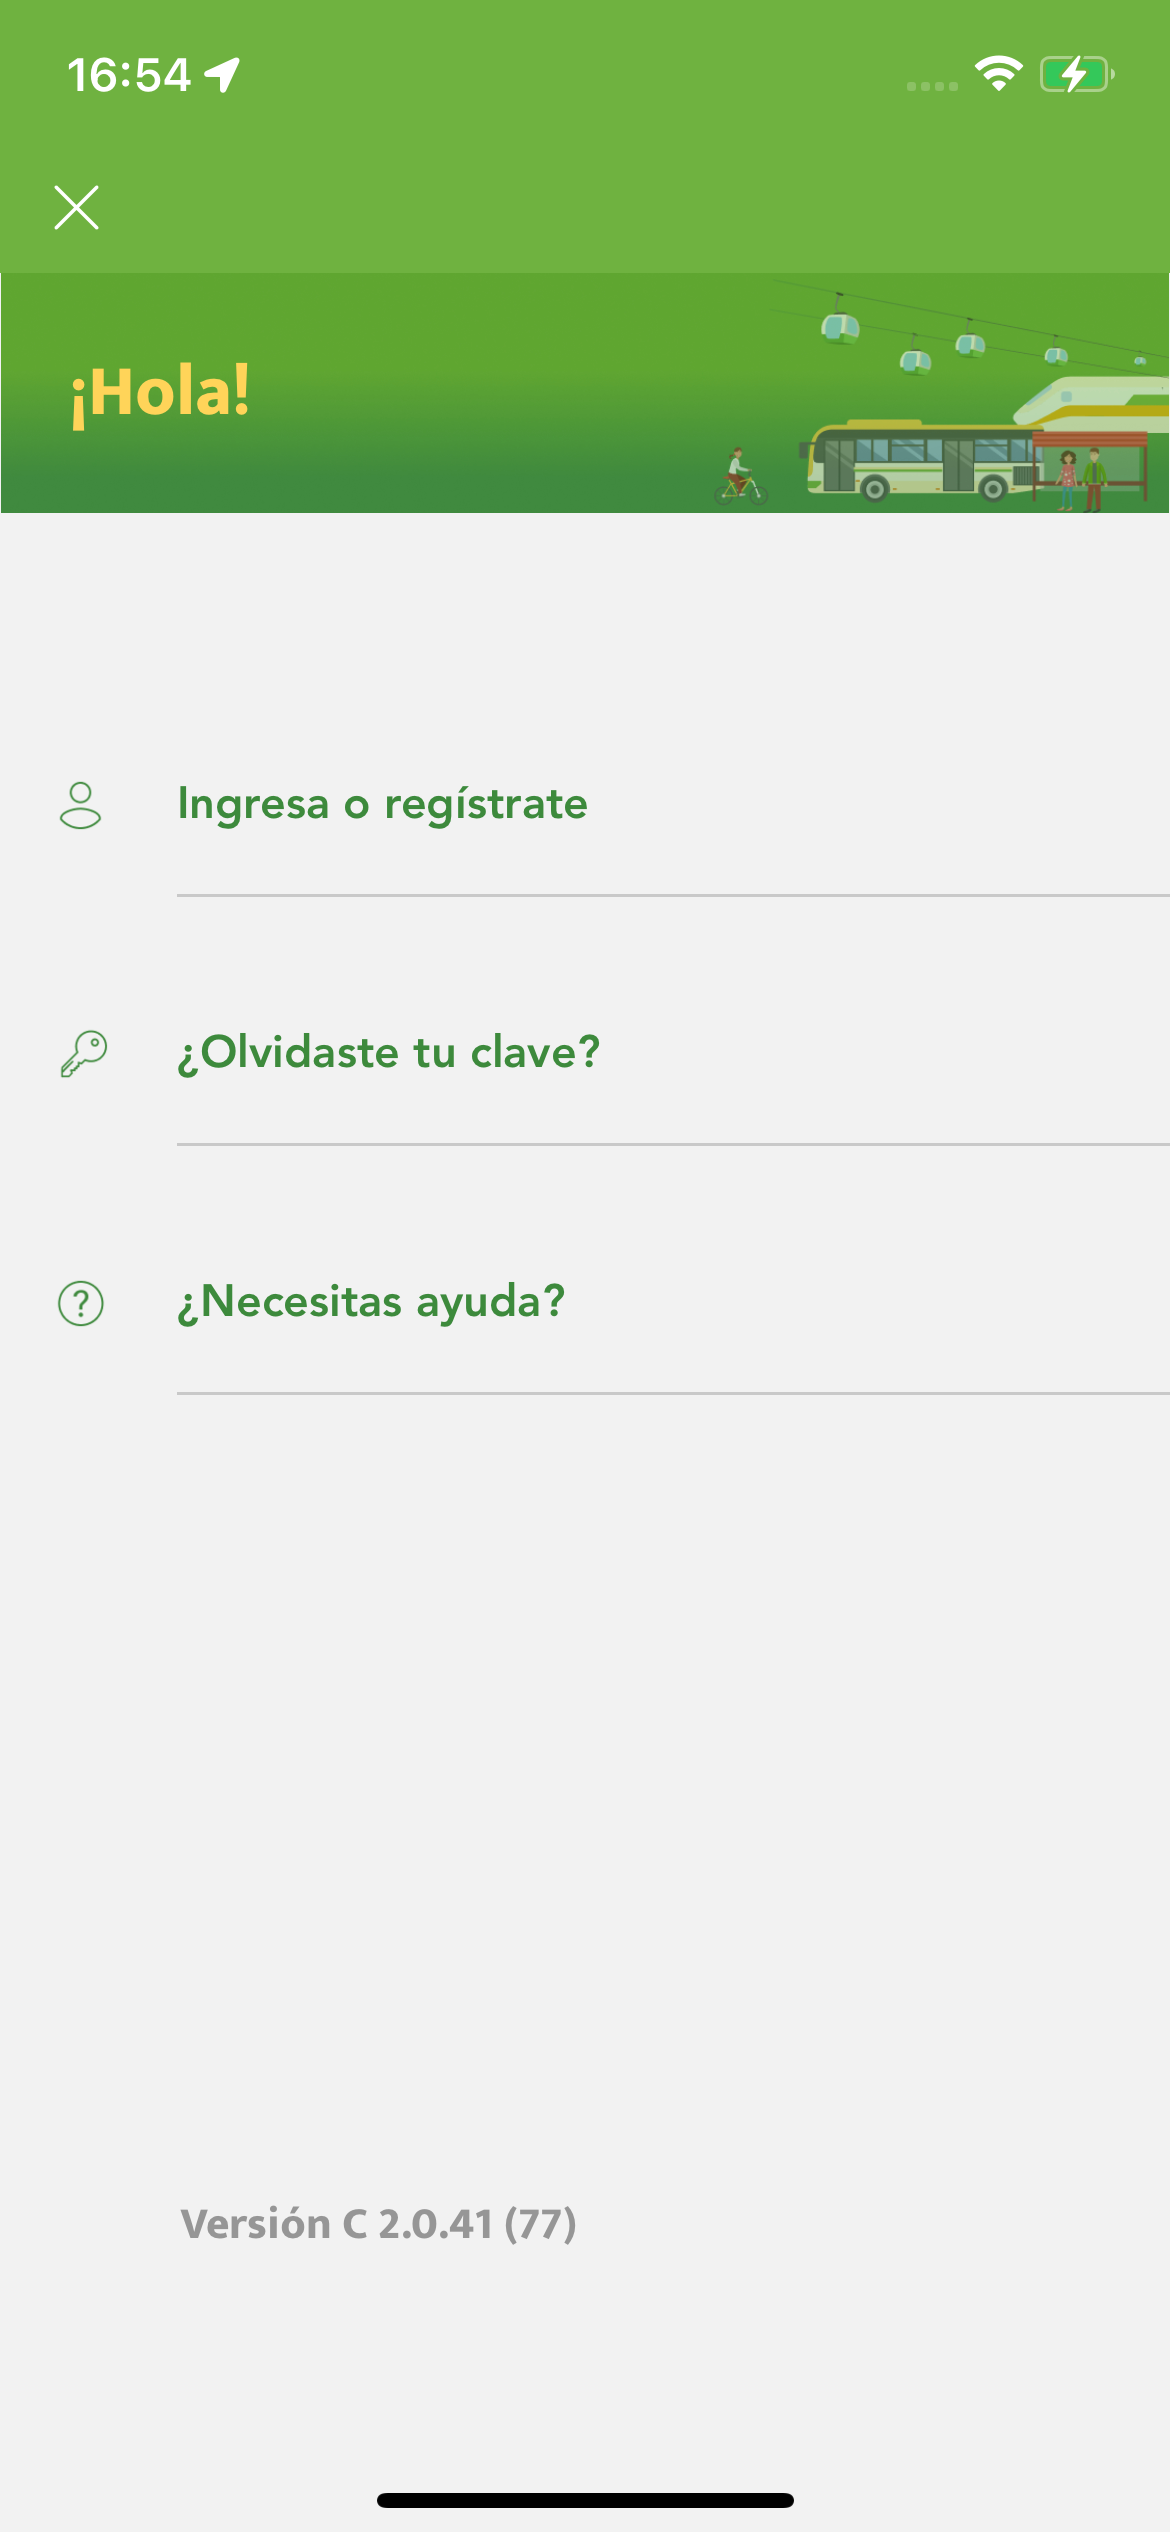 16:54
¡Hola!
Ingresa o regístrate
¿Olvidaste tu clave?
¿Necesitas ayuda?
Versión C 2.0.41 (77)